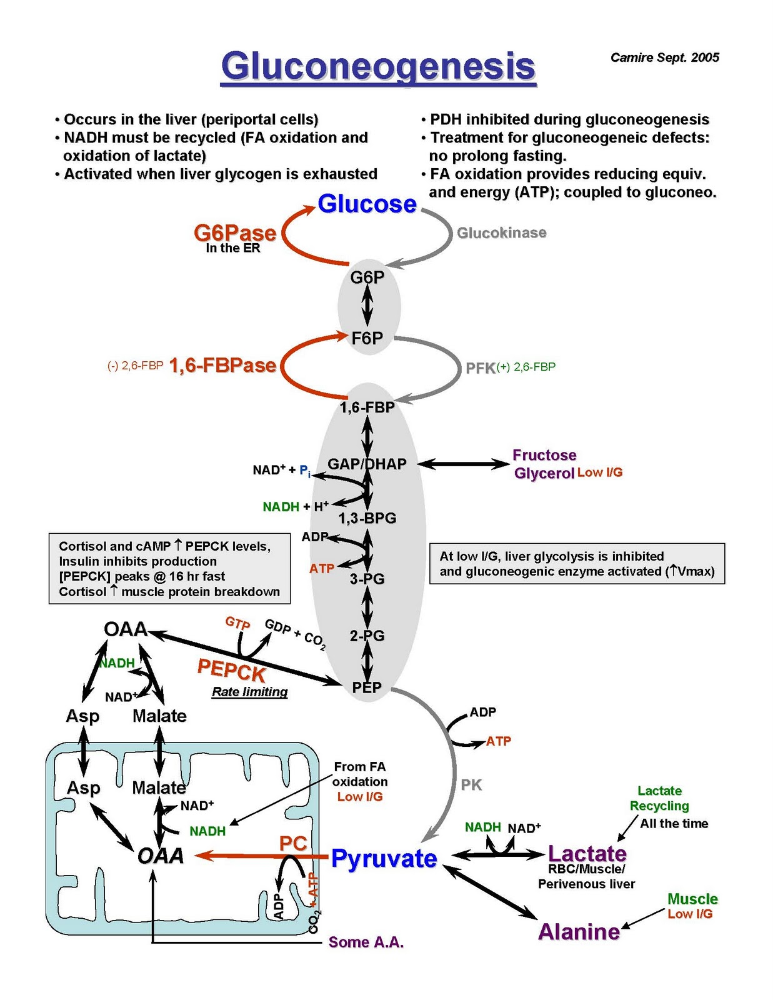 Gluconeogenesis
Camire Sept. 2005
• Occurs in the liver (periportal cells)
• NADH must be recycled (FA oxidation and
oxidation of lactate)
• Activated when liver glycogen is exhausted
• PDH inhibited during gluconeogenesis
• Treatment for gluconeogeneic defects:
no prolong fasting.
• FA oxidation provides reducing equiv.
and energy (ATP); coupled to gluconeo.
Glucose
G6Pase
In the ER
Glucokinase
G6P
F6P
(-) 2,6-FBP 1,6-FBPase
PFK(+) 2,6-FBP
1,6-FBP
GAP/DHAP
NAD+ + Pi
NADH + H+
Fructose
Glycerol Low I/G
1,3-BPG
ADP
ATP
3-PG
Cortisol and cAMP ↑ PEPCK levels,
Insulin inhibits production
[PEPCK] peaks @ 16 hr fast
Cortisol ↑ muscle protein breakdown
At low I/G, liver glycolysis is inhibited
and gluconeogenic enzyme activated (↑Vmax)
2-PG
PEP
OAA
GTP
GDP + CO2
PEPCK
Rate limiting
NADH
NAD+
Asp
Malate
ADP
ATP
PK
Asp
Malate
NAD+
NADH
From FA
oxidation
Low I/G
OAA
PC
ADP
CO2 + ATP
Pyruvate
NADH
NAD+
Lactate
Recycling
All the time
Lactate
RBC/Muscle/
Perivenous liver
Muscle
Low I/G
Alanine
Some A.A.